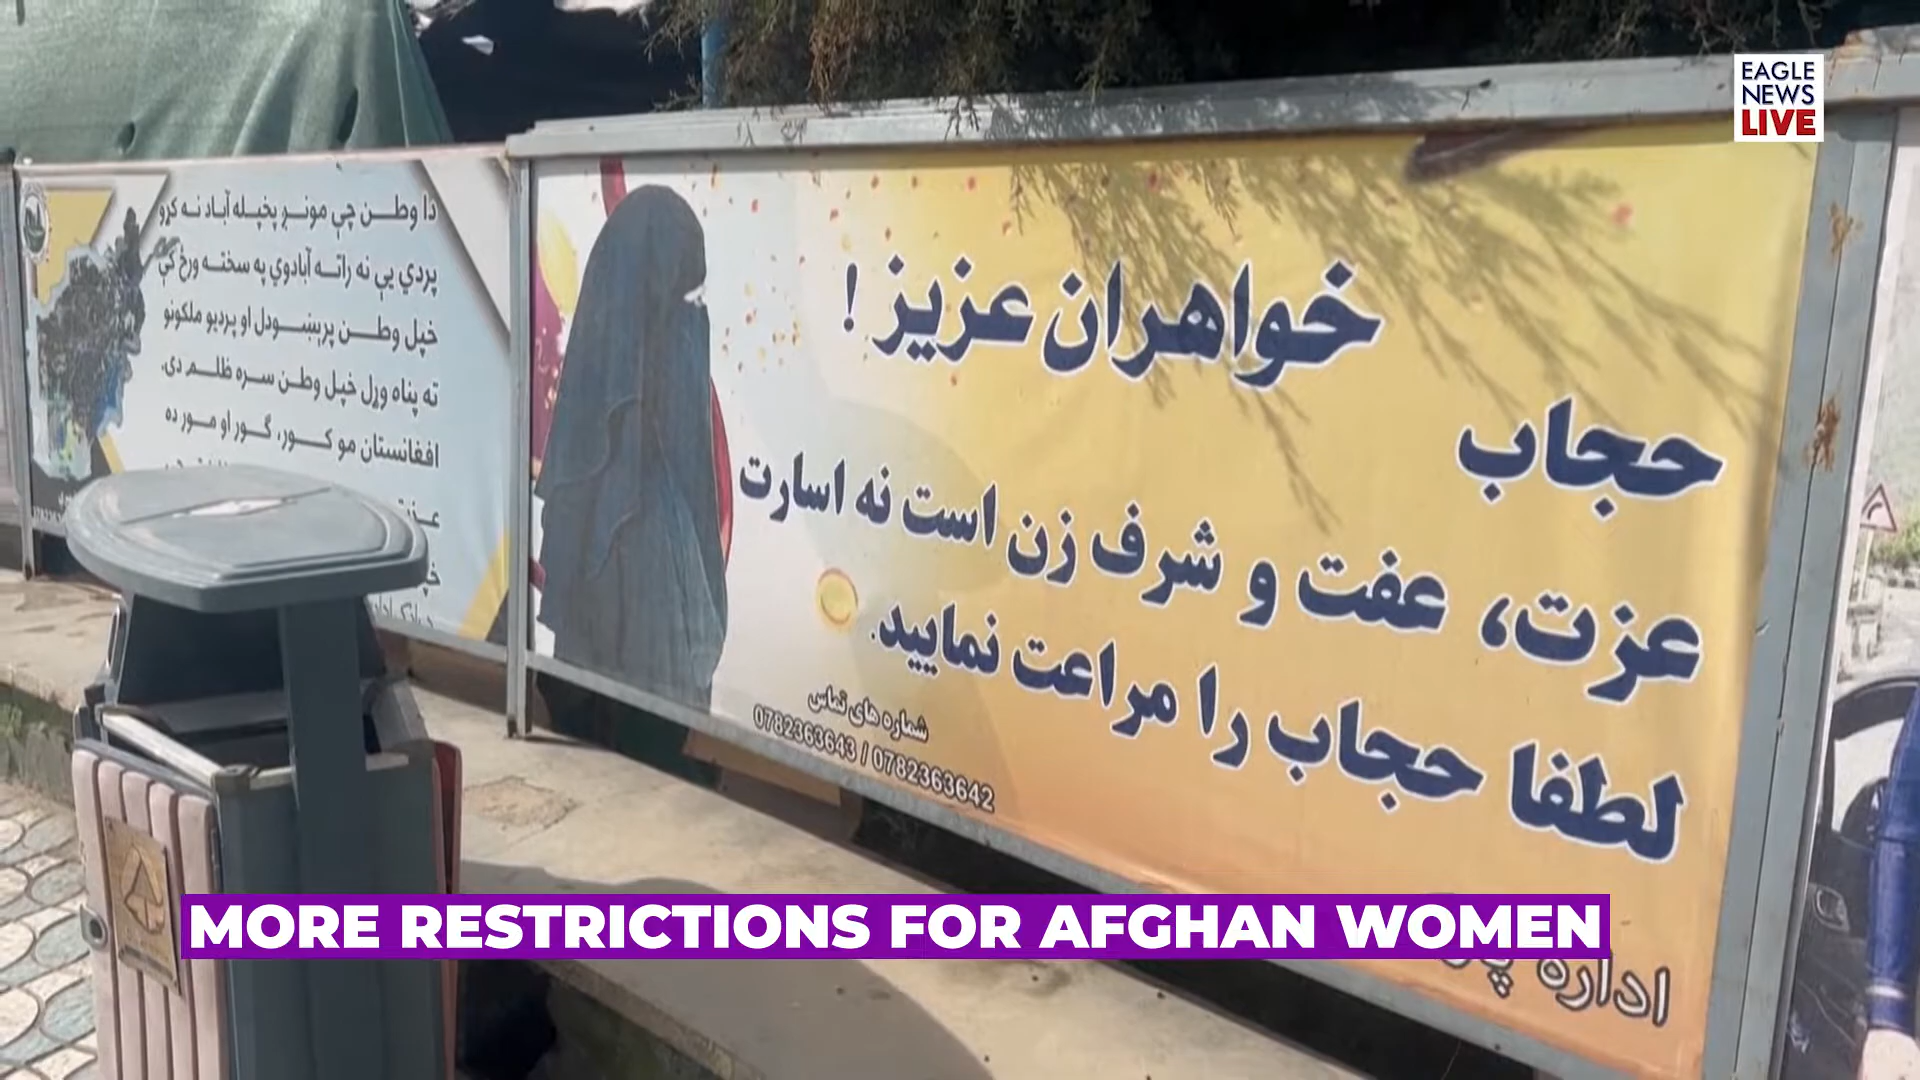 EAGLE
NEWS
LIVE
خواهران عزیز !
حجاب
عزت، عفت و شرف زن است نه اسارت
لطفا حجاب را مراعت نمایید.
شماره های تماس
0782363643 / 0782363642
اداره
دا وطن چې مونږ پخپله آباد نه کړو
پردي یې نه راته آبادوي په سخته ورځ کې
خپل وطن پرېښودل او پردیو ملکونو
ته پناه وړل خپل وطن سره ظلم دی.
افغانستان مو کور، گور او مور ده
MORE RESTRICTIONS FOR AFGHAN WOMEN